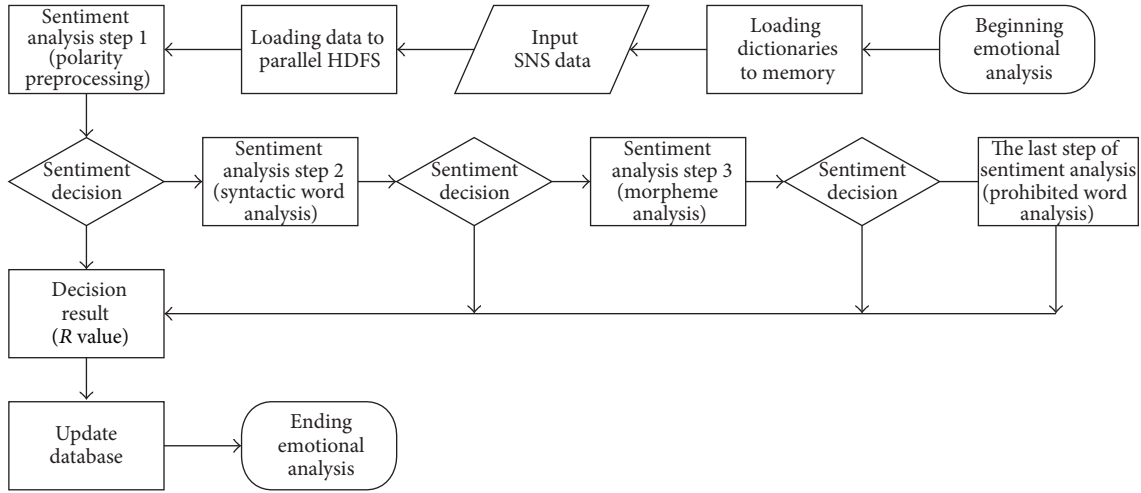 Sentiment
analysis step 1
(polarity
preprocessing)
Loading data to
parallel HDFS
Input
SNS data
Loading
dictionaries
to memory
Beginning
emotional
analysis
Sentiment
decision
Sentiment
analysis step 2
(syntactic word
analysis)
Sentiment
decision
Sentiment
analysis step 3
(morpheme
analysis)
Sentiment
decision
The last step of
sentiment analysis
(prohibited word
analysis)
Decision
result
(R value)
Update
database
Ending
emotional
analysis